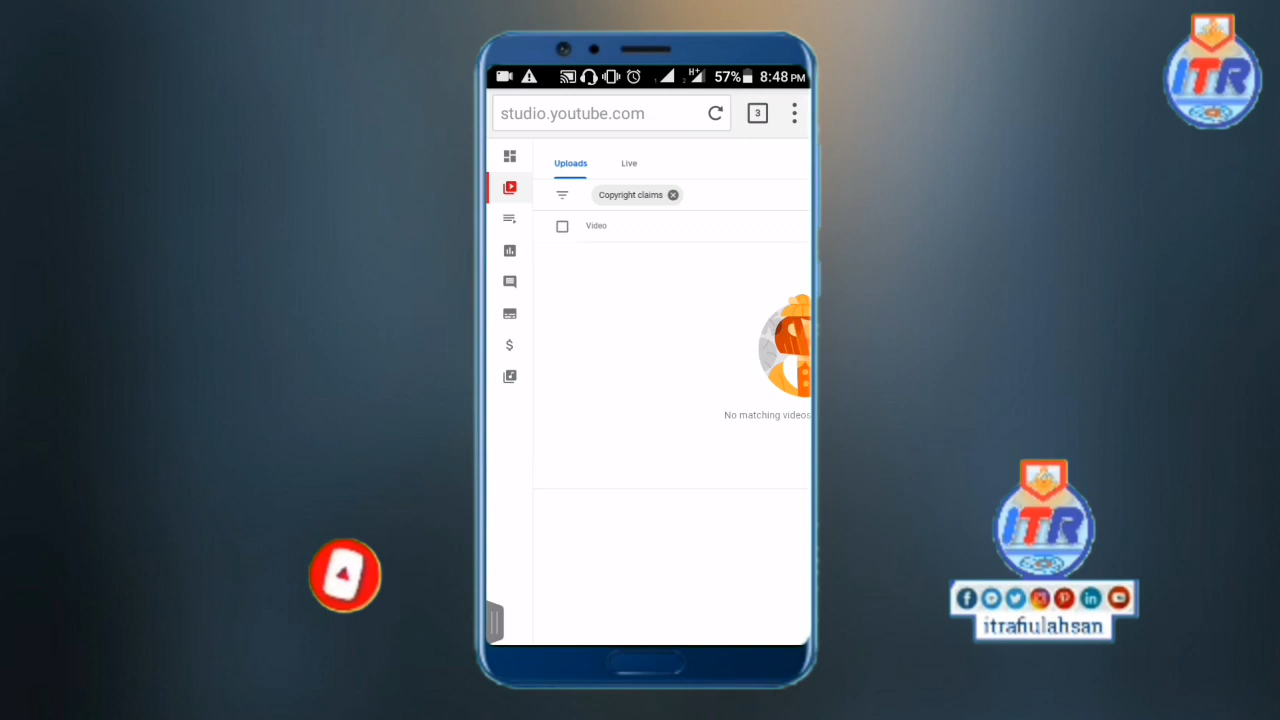 ITR
H+ 57% 8:48 PM
studio.youtube.com
3
Uploads Live
Copyright claims
Video
$
No matching videos
ITR
itrafiulahsan